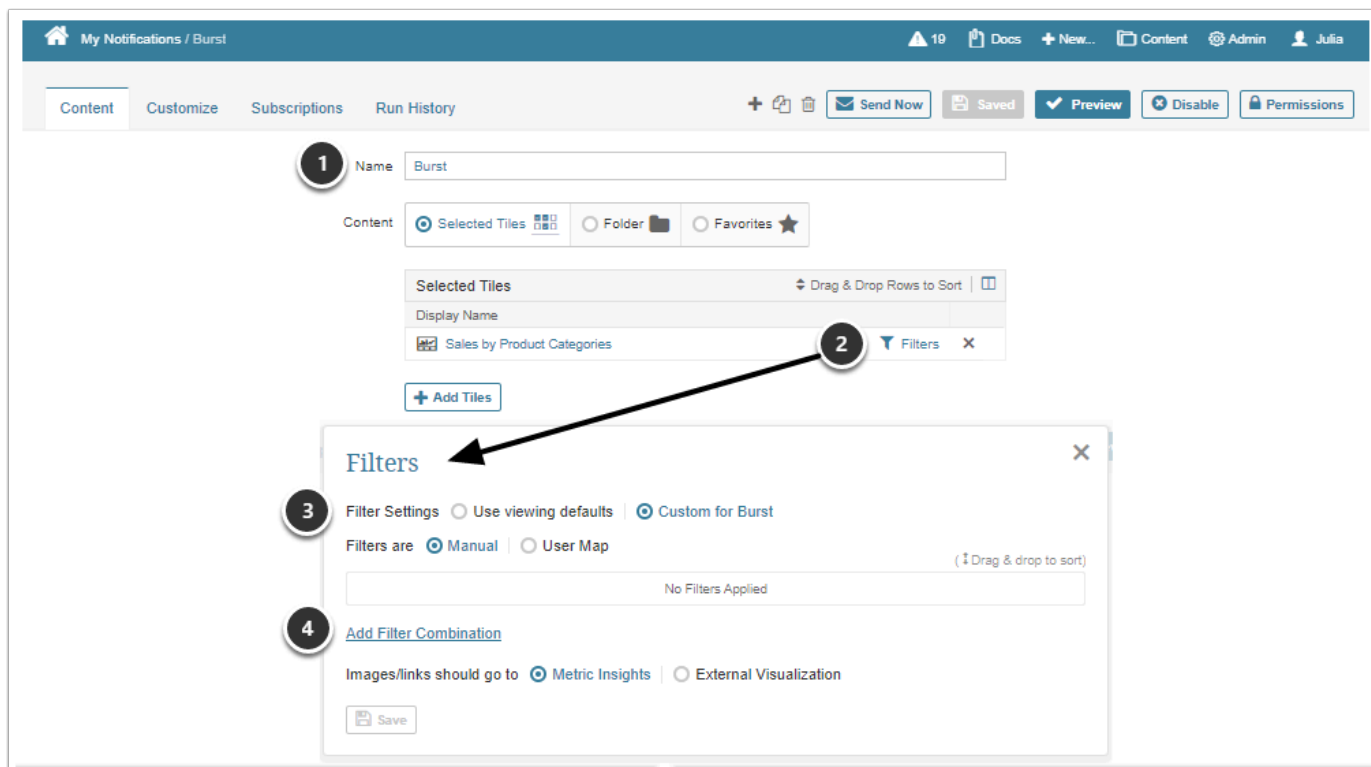 My Notifications / Burst 19 Docs New... Content Admin Julia
Content Customize Subscriptions Run History Send Now Saved Preview Disable Permissions
1 Name Burst
Content Selected Tiles Folder Favorites
Selected Tiles Drag & Drop Rows to Sort
Display Name
Sales by Product Categories 2 Filters
Add Tiles
Filters
3 Filter Settings Use viewing defaults Custom for Burst
Filters are Manual User Map
( Drag & drop to sort)
No Filters Applied
4 Add Filter Combination
Images/links should go to Metric Insights External Visualization
Save